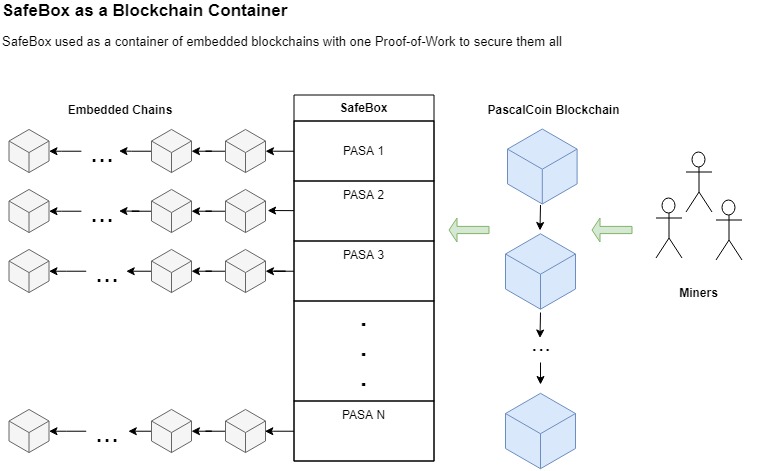 SafeBox as a Blockchain Container
SafeBox used as a container of embedded blockchains with one Proof-of-Work to secure them all
Embedded Chains
SafeBox
PascalCoin Blockchain
PASA 1
...
PASA 2
...
PASA 3
...
Miners
.
.
.
...
PASA N
...